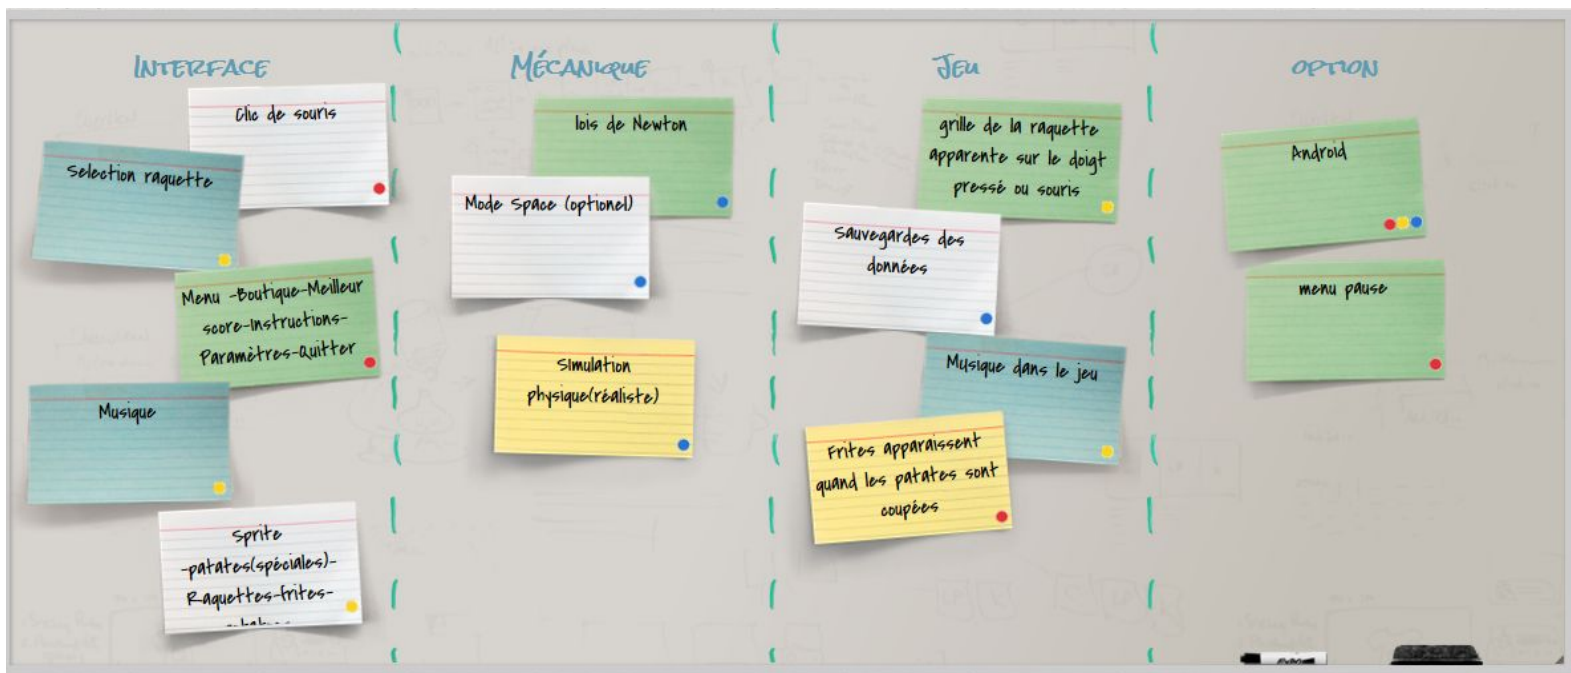 Interface
Clic de souris
Selection raquette
Menu -Boutique-Meilleur
score-Instructions-
Paramètres-Quitter
Musique
Sprite
-patates(spéciales)-
Raquettes-frites-
Mécanique
lois de Newton
Mode Space (optionel)
Simulation
physique(réaliste)
Jeu
grille de la raquette
apparente sur le doigt
pressé ou souris
Sauvegardes des
données
Musique dans le jeu
Frites apparaissent
quand les patates sont
coupées
option
Android
menu pause
EXPO